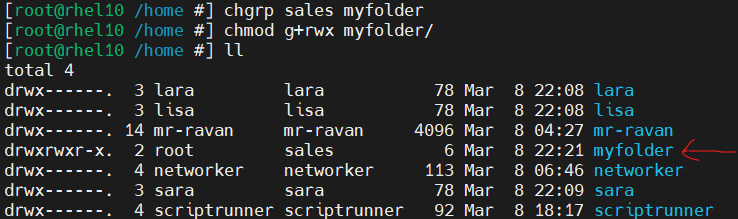 [root@rhel10 /home #] chgrp sales myfolder
[root@rhel10 /home #] chmod g+rwx myfolder/
[root@rhel10 /home #] ll
total 4
drwx------.  3 lara       lara         78 Mar  8 22:08 lara
drwx------.  3 lisa       lisa         78 Mar  8 22:08 lisa
drwx------. 14 mr-ravan   mr-ravan   4096 Mar  8 04:27 mr-ravan
drwxrwxr-x.  2 root       sales         6 Mar  8 22:21 myfolder
drwx------.  4 networker  networker   113 Mar  8 06:46 networker
drwx------.  3 sara       sara         78 Mar  8 22:09 sara
drwx------.  4 scriptrunner scriptrunner   92 Mar  8 18:17 scriptrunner